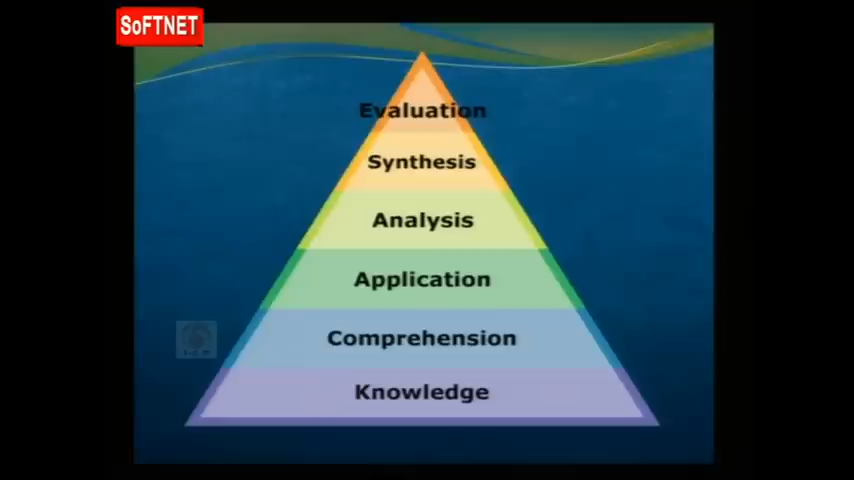 SoFTNET
Evaluation
Synthesis
Analysis
Application
Comprehension
Knowledge